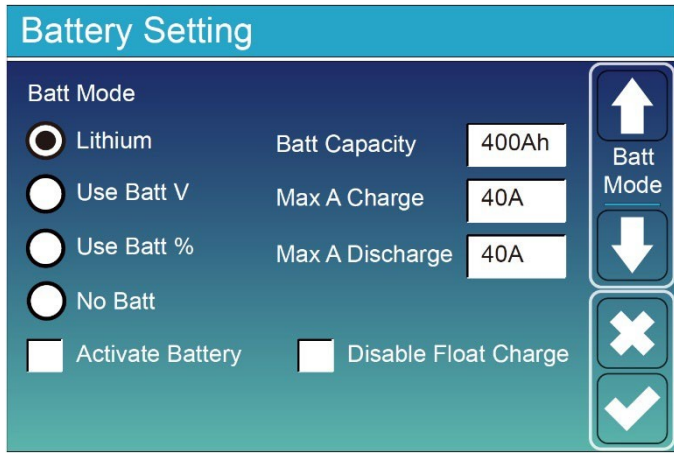 Battery Setting
Batt Mode
Lithium
Batt Capacity 400Ah
Use Batt V
Max A Charge 40A
Use Batt %
Max A Discharge 40A
No Batt
Activate Battery
Disable Float Charge
Batt
Mode